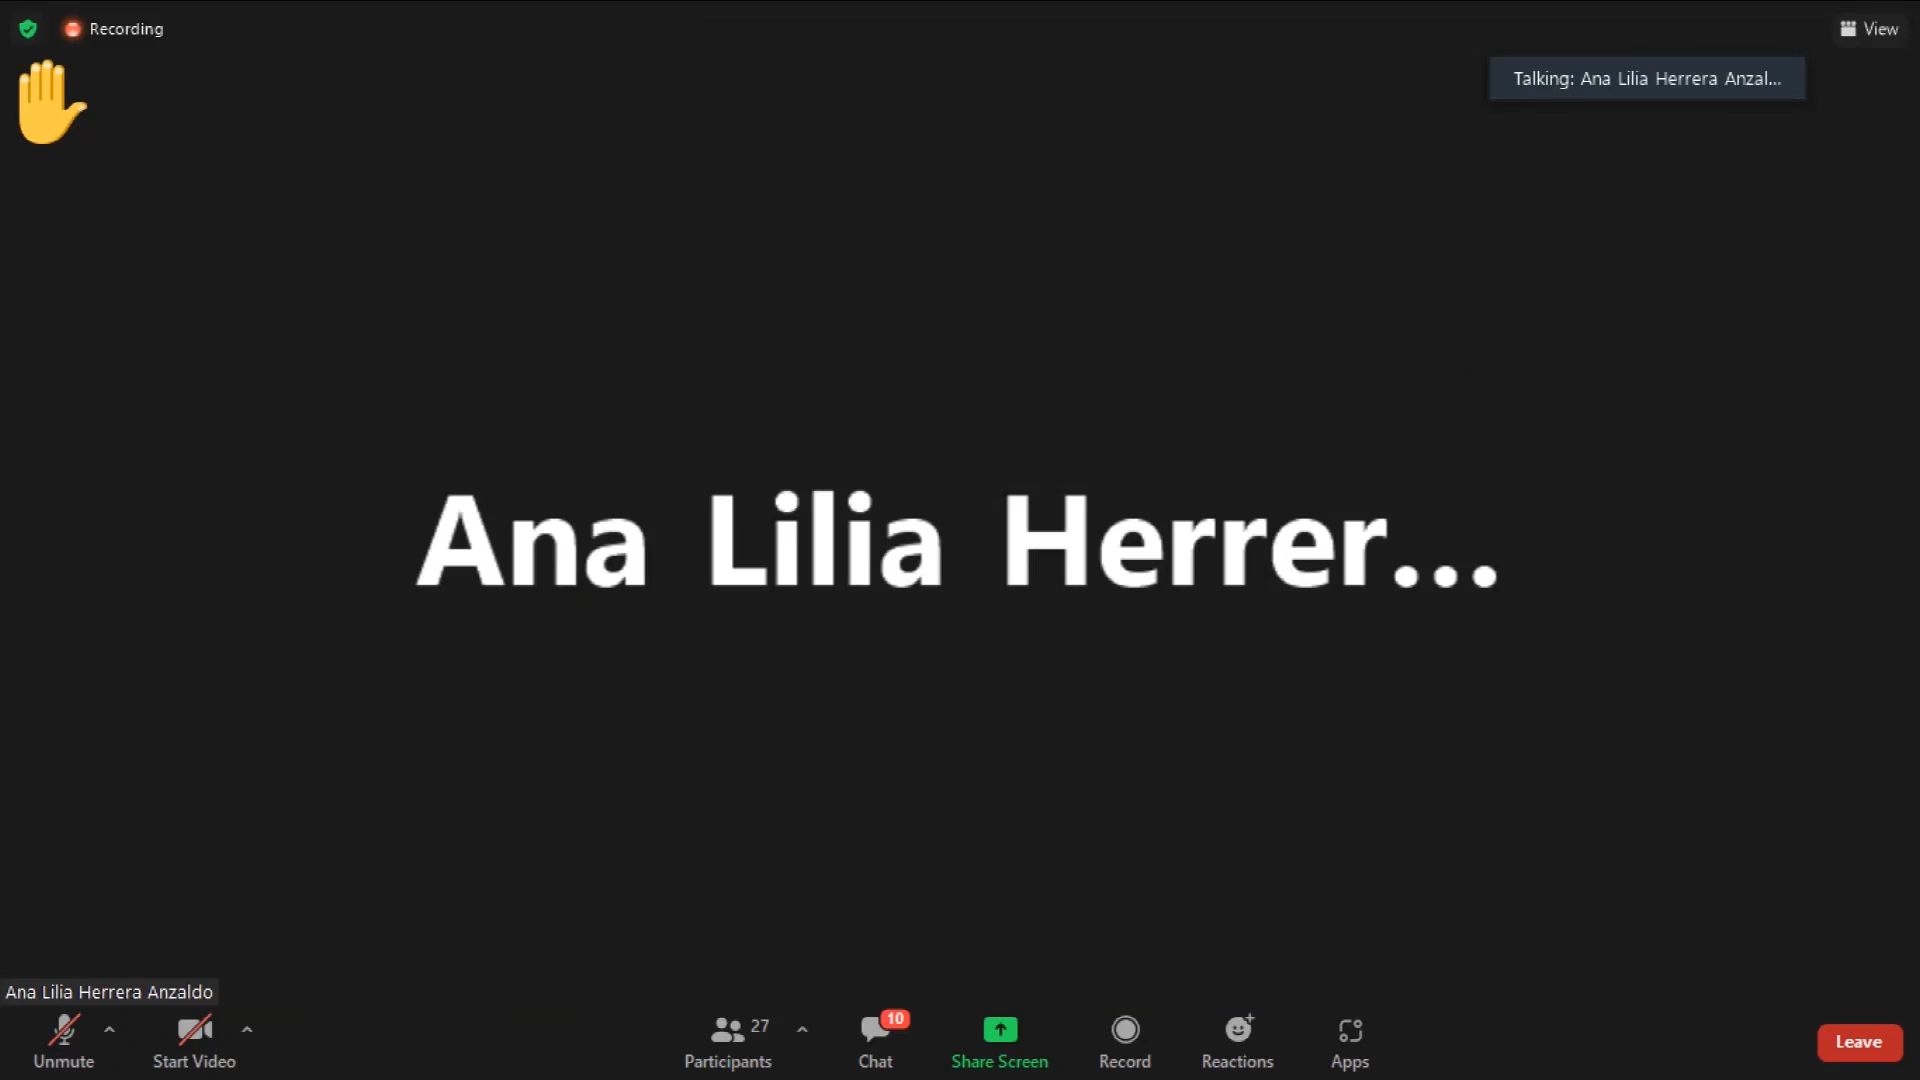 Recording
View
Talking: Ana Lilia Herrera Anzal...
Ana Lilia Herrer...
Ana Lilia Herrera Anzaldo
Unmute
Start Video
27
Participants
10
Chat
Share Screen
Record
Reactions
Apps
Leave